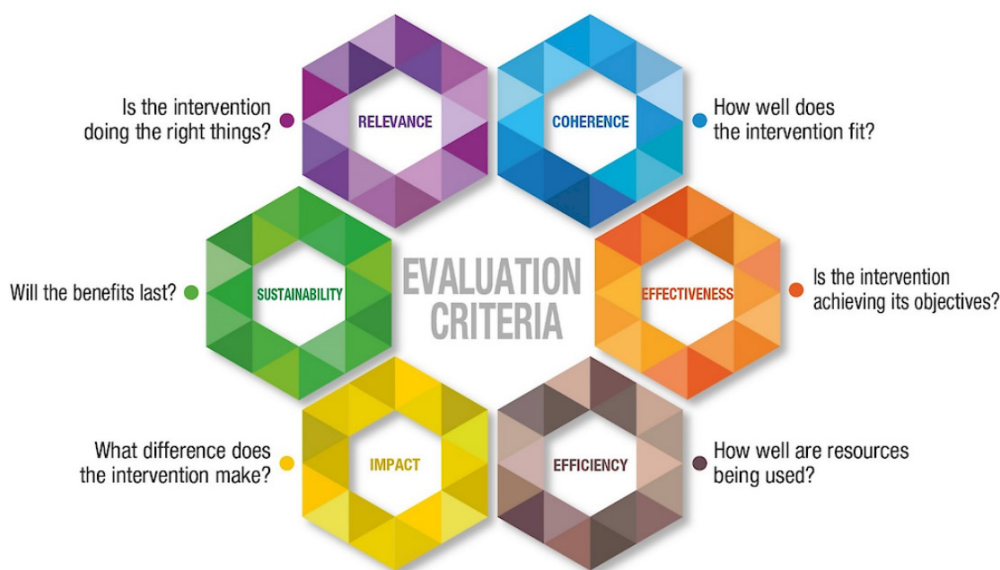 Is the intervention
doing the right things?
RELEVANCE
COHERENCE
How well does
the intervention fit?
Will the benefits last?
SUSTAINABILITY
EVALUATION
CRITERIA
EFFECTIVENESS
Is the intervention
achieving its objectives?
What difference does
the intervention make?
IMPACT
EFFICIENCY
How well are resources
being used?